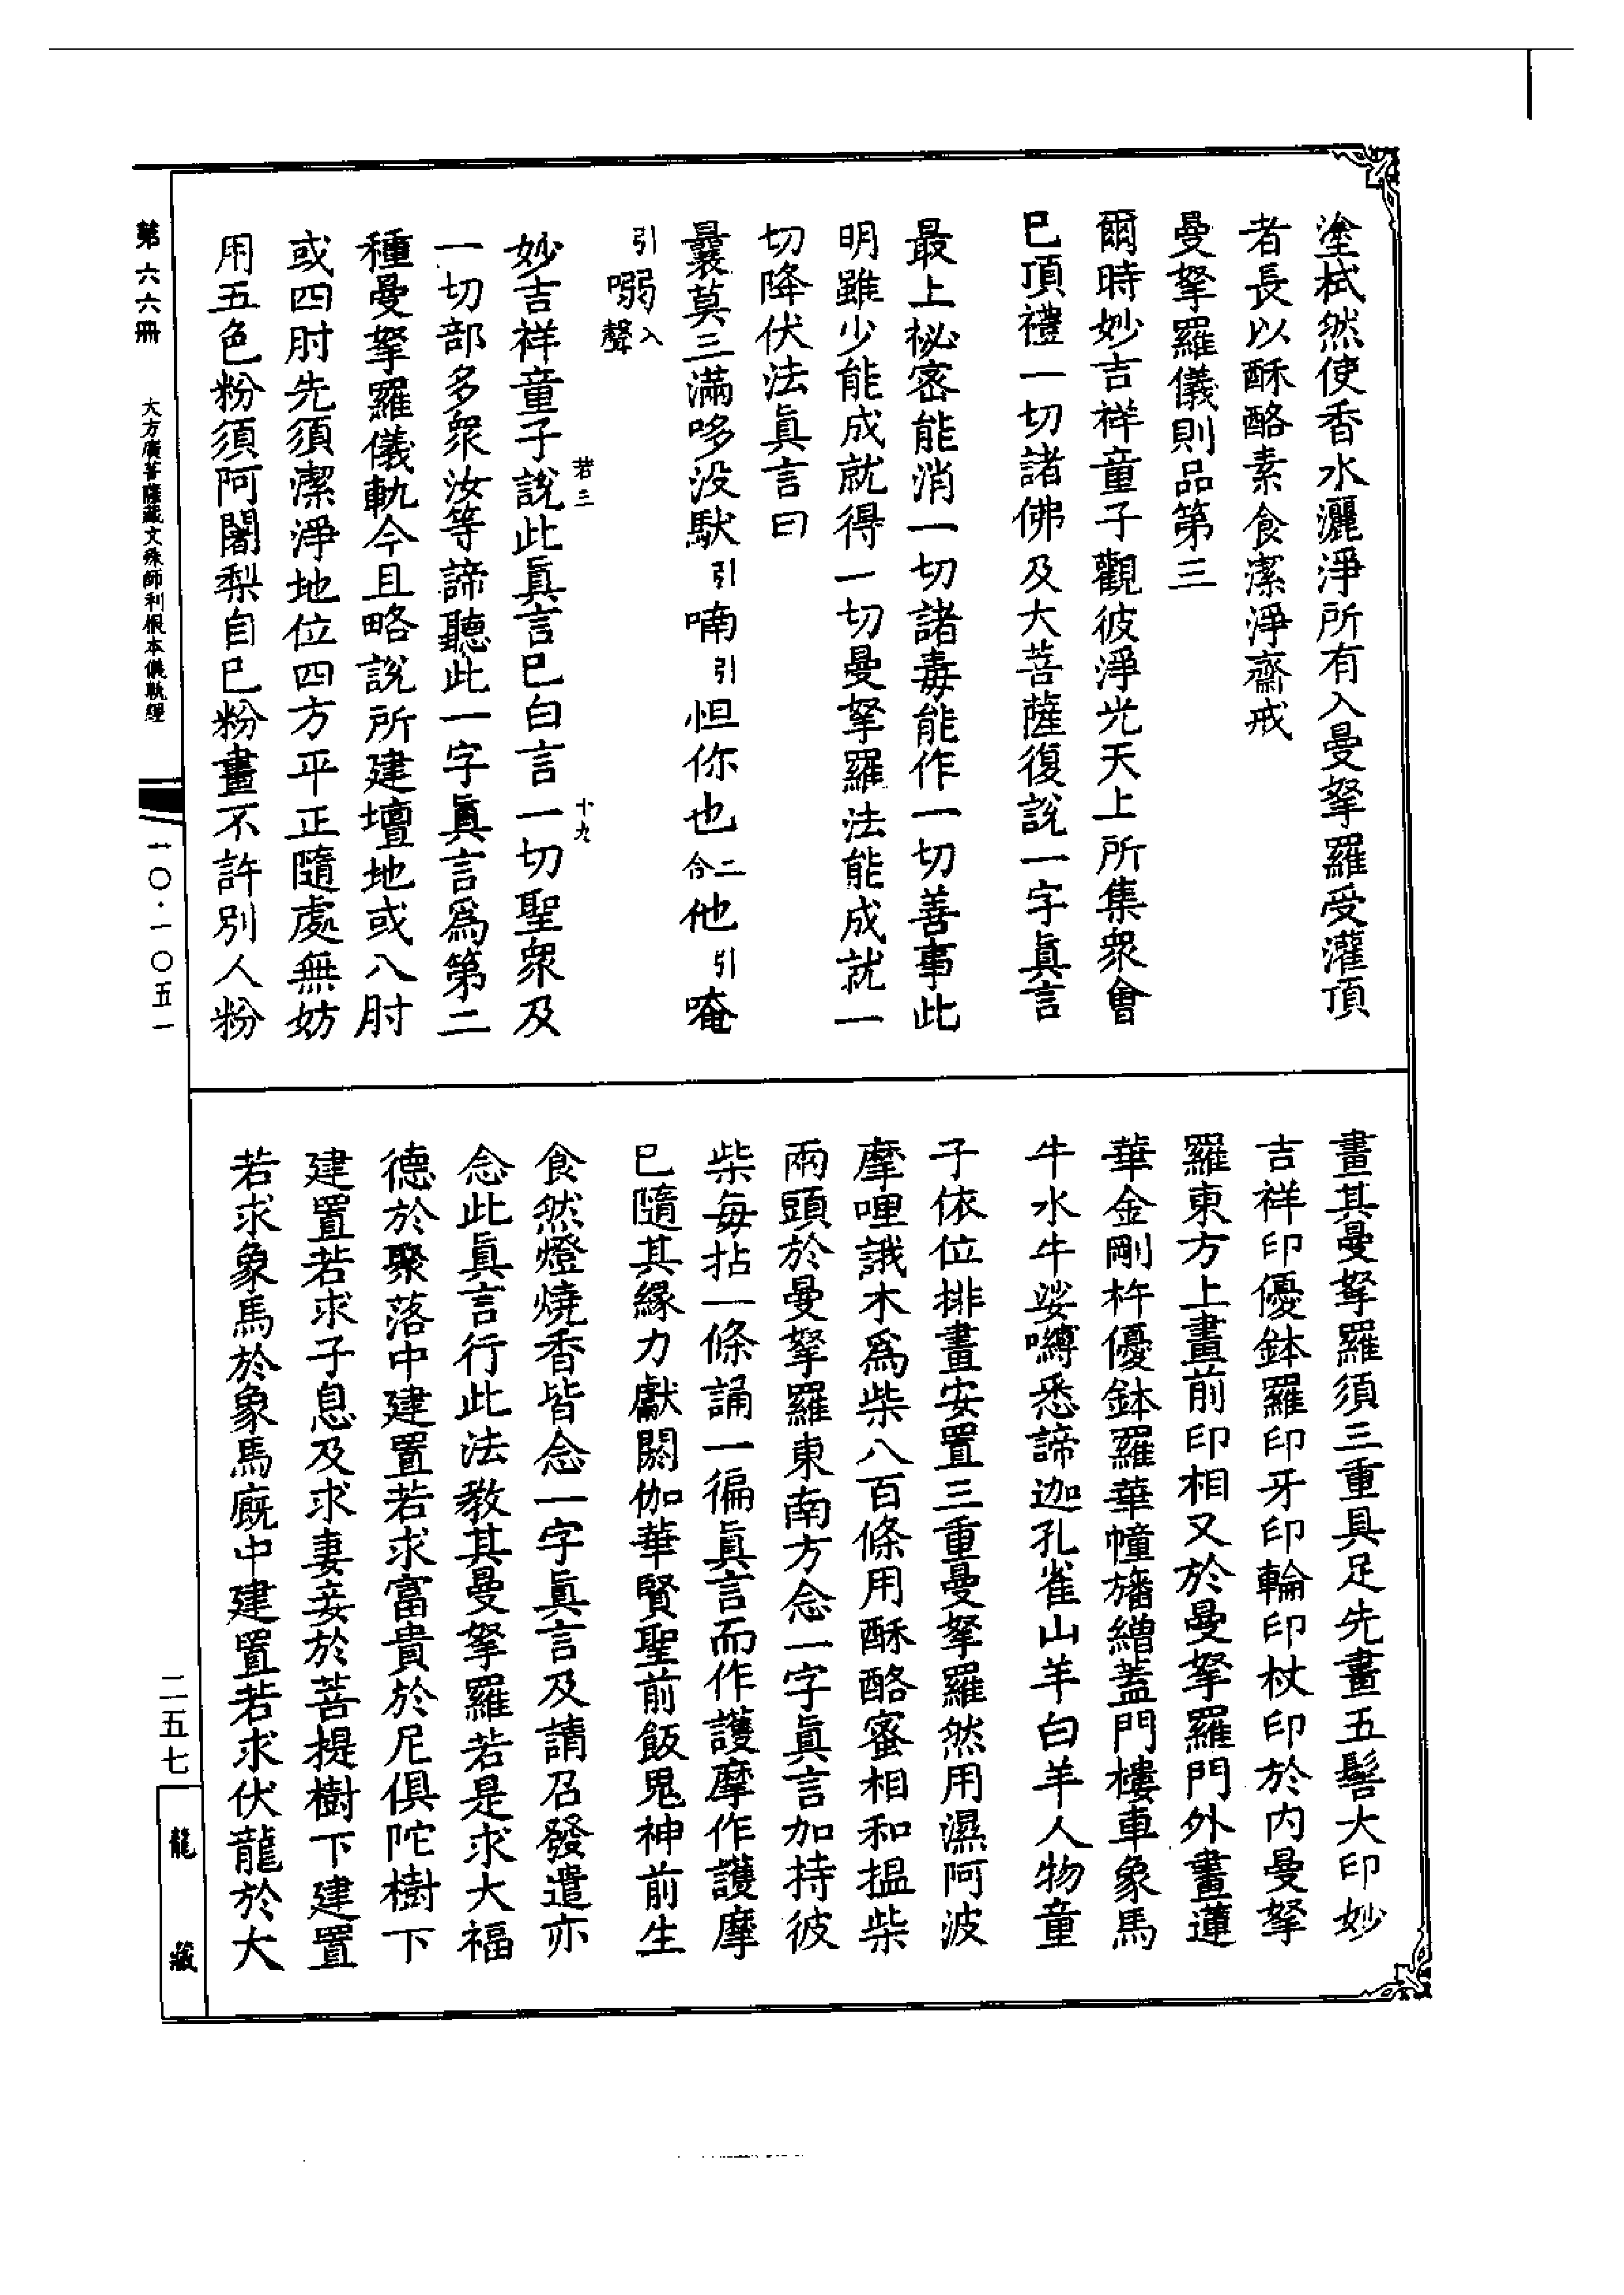 塗拭然使香水灑淨所有入曼拏羅受灌頂
者長以酥酪素食潔淨齋戒
曼拏羅儀則品第三
爾時妙吉祥童子觀彼淨光天上所集衆會
已頂禮一切諸佛及大菩薩復說一字真言
最上祕密能消一切諸毒能作一切善事此
明雖少能成就得一切曼拏羅法能成就一
切降伏法真言曰
曩莫三滿哆没馱引喃引怛你也二合他引唵
引㗚入聲
若三 十九
妙吉祥童子說此真言已白言一切聖衆及
一切部多衆汝等諦聽此一字真言爲第二
種曼拏羅儀軌今且略說所建壇地或八肘
或四肘先須潔淨地位四方平正隨處無妨
用五色粉須阿闍梨自已粉畫不許別人粉
畫其曼拏羅須三重具足先畫五髻大印妙
吉祥印優鉢羅印牙印輪印杖印於内曼拏
羅東方上畫前印相又於曼拏羅門外畫蓮
華金剛杵優鉢羅華幢旛繒蓋門樓車象馬
牛水牛娑嚩悉諦迦孔雀山羊白羊人物童
子依位排畫安置三重曼拏羅然用濕阿波
摩哩誐木爲柴八百條用酥酪蜜相和揾柴
兩頭於曼拏羅東南方念一字真言加持彼
柴每拈一條誦一徧真言而作護摩作護摩
已隨其緣力獻閼伽華賢聖前飯鬼神前生
食然燈燒香皆念一字真言及請召發遣亦
念此真言行此法教其曼拏羅若是求大福
德於聚落中建置若求富貴於尼俱陀樹下
建置若求子息及求妻妾於菩提樹下建置
若求象馬於象馬廐中建置若求伏龍於大
第六六冊 大方廣菩薩藏文殊師利根本儀軌經 一〇·一〇五一
二五七 龍藏